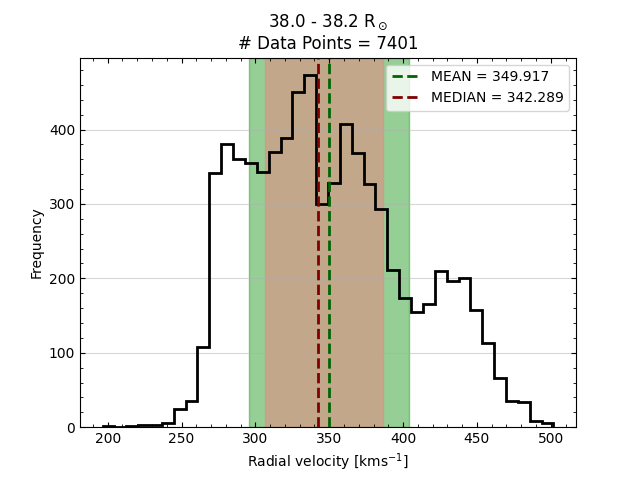 38.0 - 38.2 R⊙
# Data Points = 7401
MEAN = 349.917
MEDIAN = 342.289
Frequency
400
300
200
100
0
200 250 300 350 400 450 500
Radial velocity [kms⁻¹]